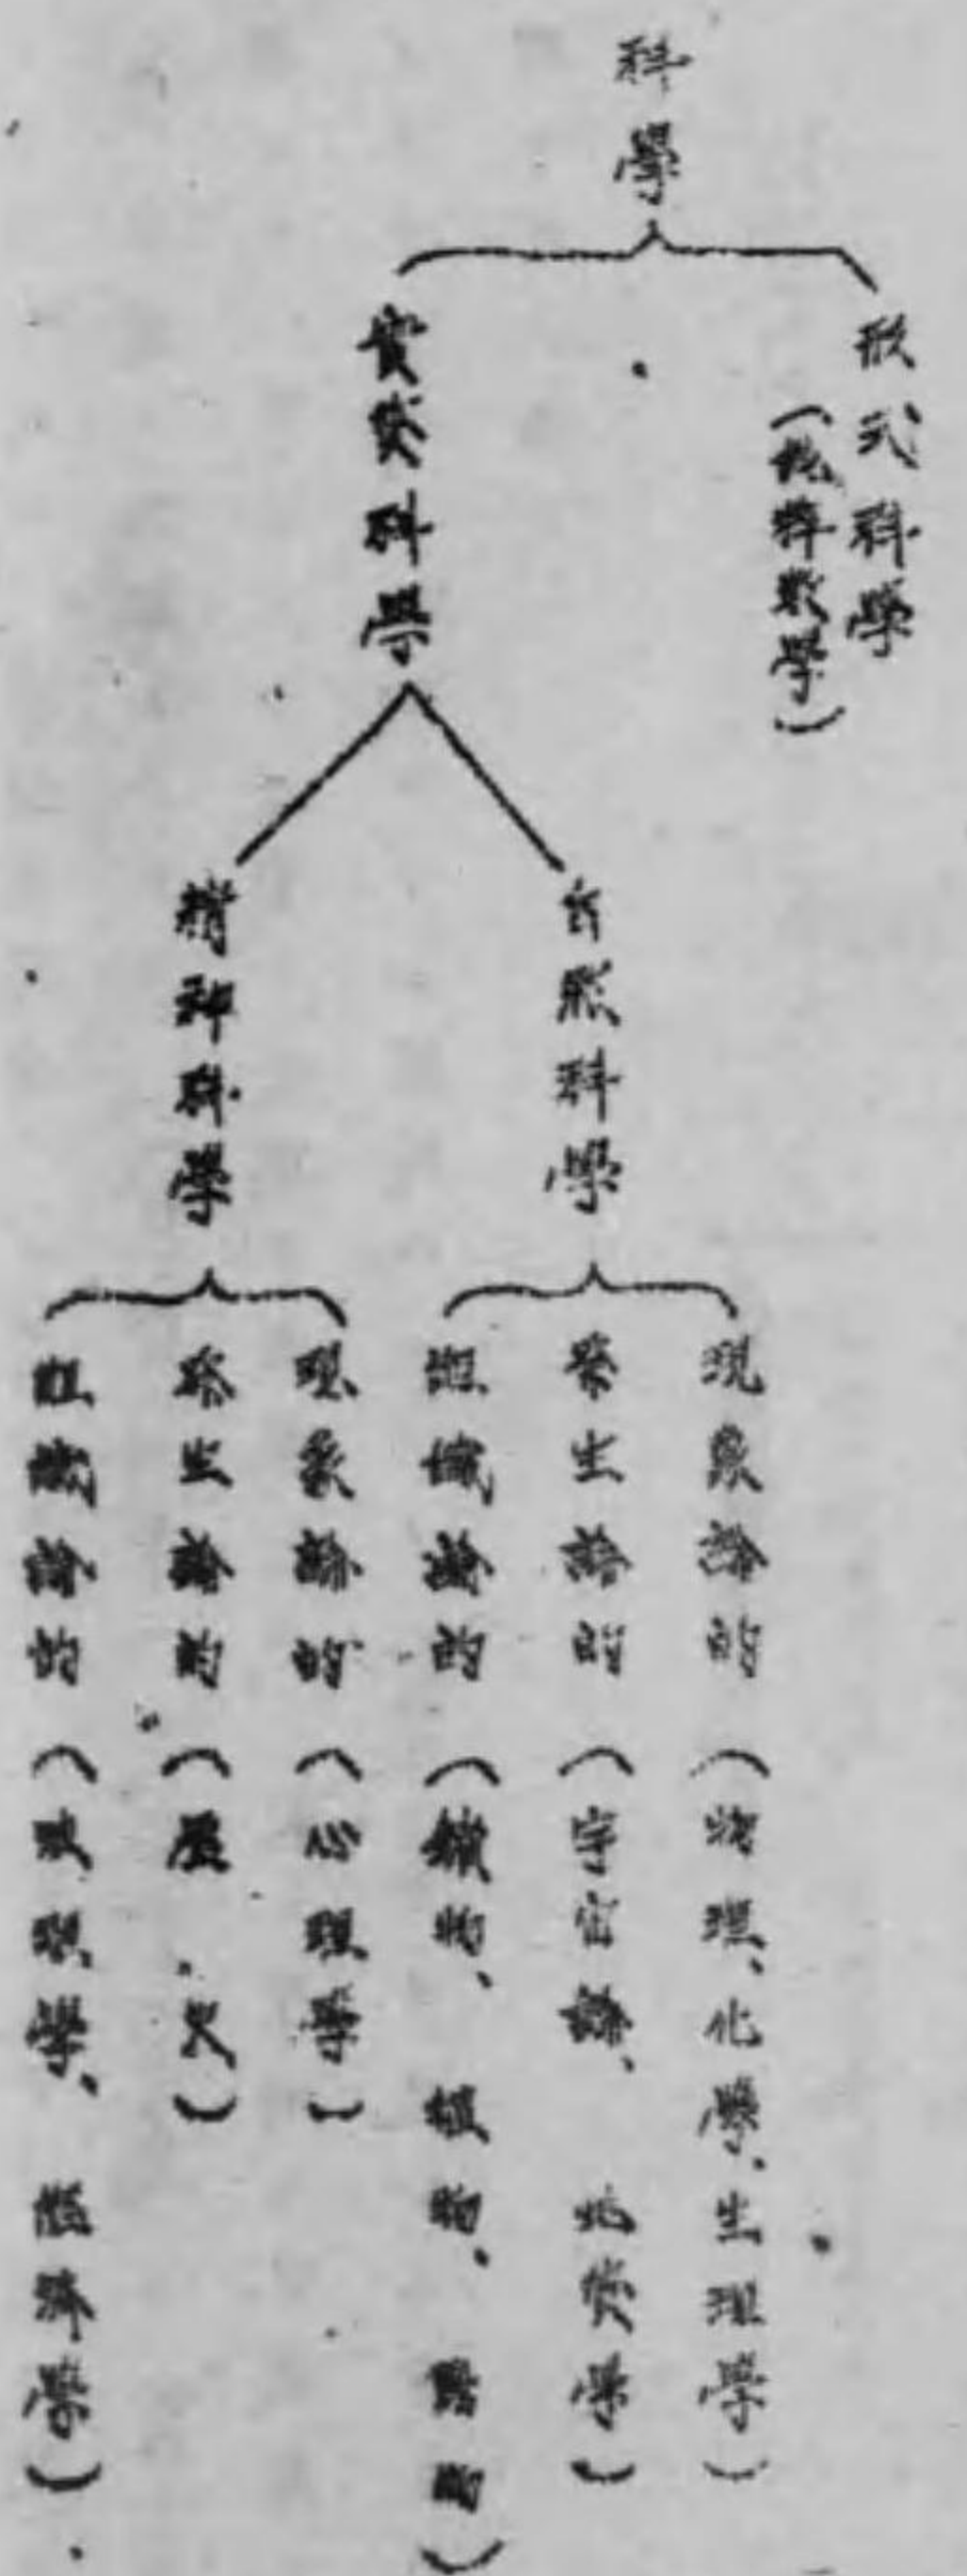 科學
形式科學
(純粹數學)
實質科學
自然科學
現象論的(物理、化學、生理學)
發生論的(宇宙論、地質學)
組織論的(鑛物、植物、動物)
精神科學
現象論的(心理學)
發生論的(歷史)
組織論的(政理學、經濟學).